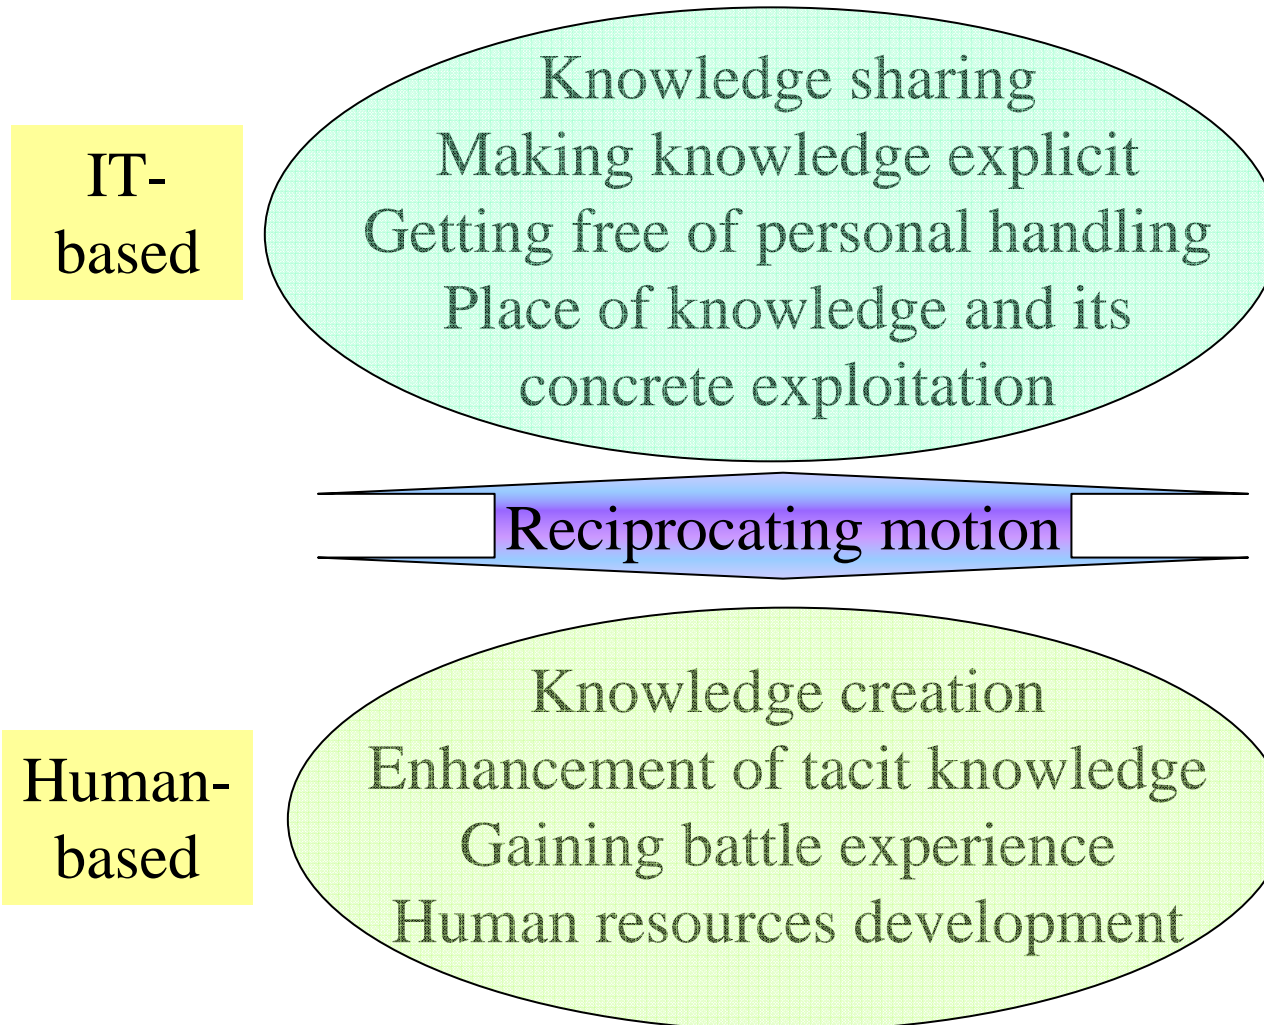 IT-
based
Knowledge sharing
Making knowledge explicit
Getting free of personal handling
Place of knowledge and its
concrete exploitation
Reciprocating motion
Human-
based
Knowledge creation
Enhancement of tacit knowledge
Gaining battle experience
Human resources development